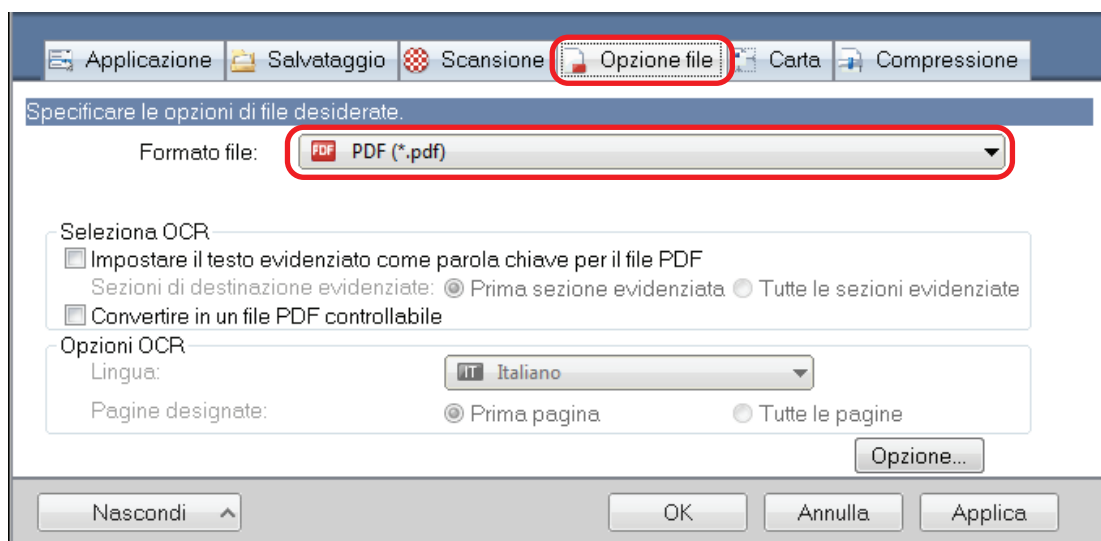 Applicazione Salvataggio Scansione Opzione file Carta Compressione
Specificare le opzioni di file desiderate.
Formato file: PDF PDF (*.pdf)
Seleziona OCR
Impostare il testo evidenziato come parola chiave per il file PDF
Sezioni di destinazione evidenziate: Prima sezione evidenziata Tutte le sezioni evidenziate
Convertire in un file PDF controllabile
Opzioni OCR
Lingua: IT Italiano
Pagine designate: Prima pagina Tutte le pagine
Opzione...
Nascondi OK Annulla Applica